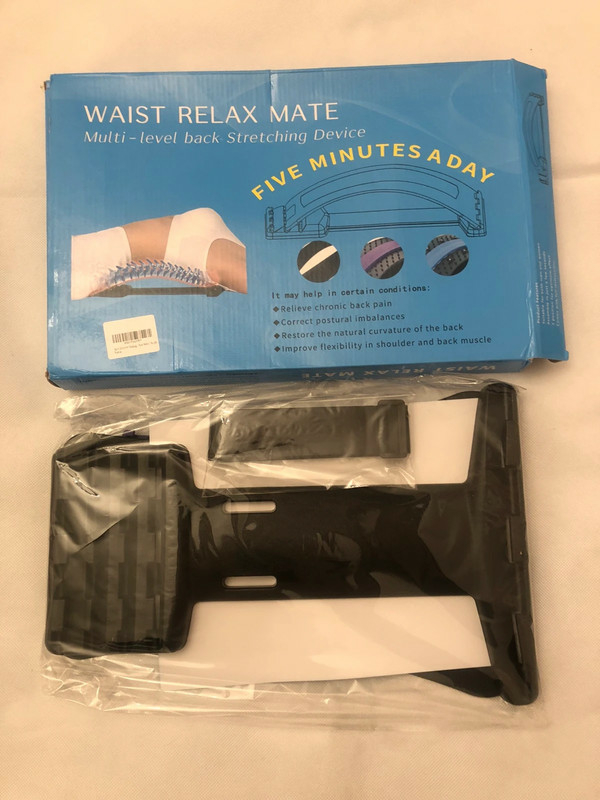 WAIST RELAX MATE
Multi-level back Stretching Device
FIVE MINUTES A DAY
It may help in certain conditions:
◆Relieve chronic back pain
◆Correct postural imbalances
◆Restore the natural curvature of the back
◆Improve flexibility in shoulder and back muscle
WAIST RELAX MATE